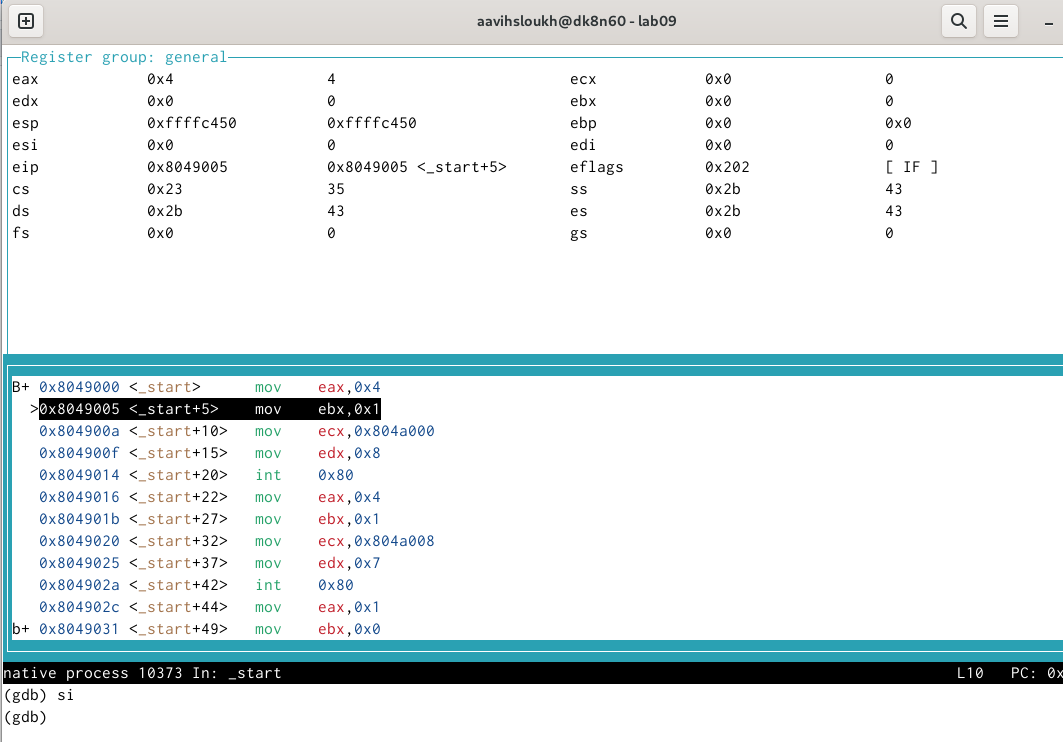 aavihsloukh@dk8n60 - lab09
Register group: general
eax 0x4 4 ecx 0x0 0
edx 0x0 0 ebx 0x0 0
esp 0xffffc450 0xffffc450 ebp 0x0 0x0
esi 0x0 0 edi 0x0 0
eip 0x8049005 0x8049005 <_start+5> eflags 0x202 [ IF ]
cs 0x23 35 ss 0x2b 43
ds 0x2b 43 es 0x2b 43
fs 0x0 0 gs 0x0 0
B+ 0x8049000 <_start> mov eax,0x4
>0x8049005 <_start+5> mov ebx,0x1
0x804900a <_start+10> mov ecx,0x804a000
0x804900f <_start+15> mov edx,0x8
0x8049014 <_start+20> int 0x80
0x8049016 <_start+22> mov eax,0x4
0x804901b <_start+27> mov ebx,0x1
0x8049020 <_start+32> mov ecx,0x804a008
0x8049025 <_start+37> mov edx,0x7
0x804902a <_start+42> int 0x80
0x804902c <_start+44> mov eax,0x1
b+ 0x8049031 <_start+49> mov ebx,0x0
native process 10373 In: _start L10 PC: 0x
(gdb) si
(gdb)